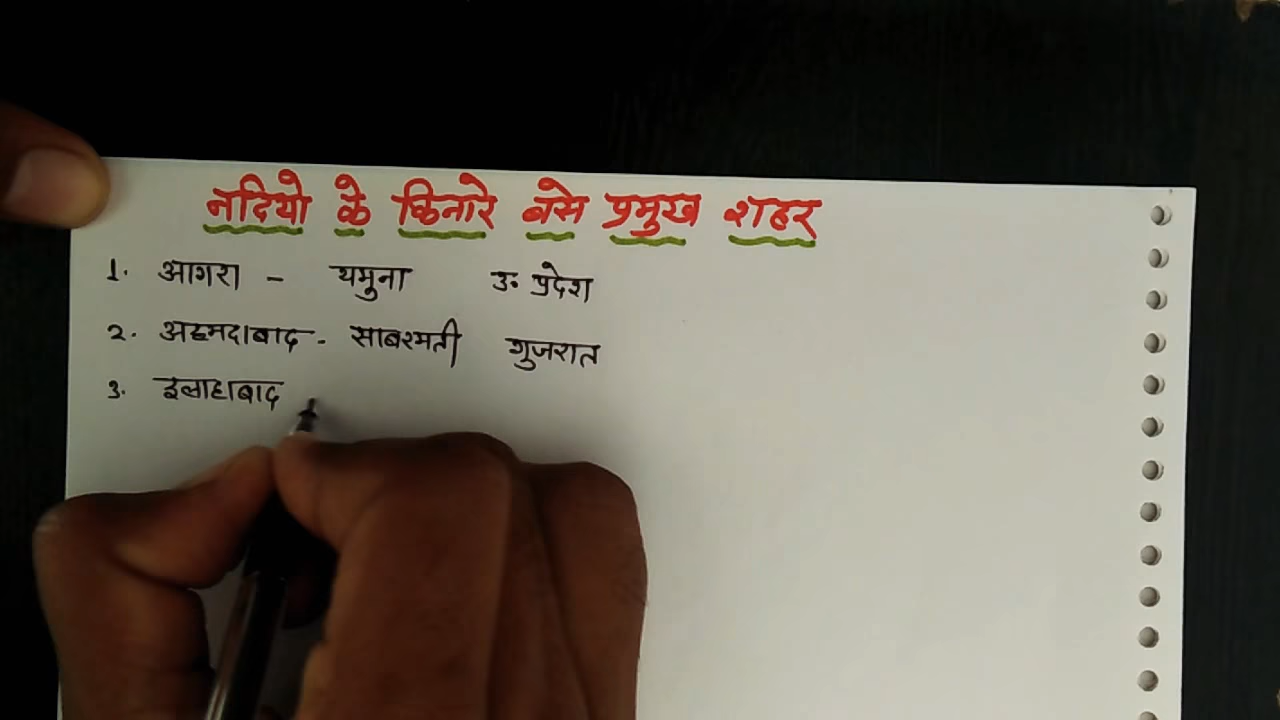 नदियो के किनारे बसे प्रमुख शहर
1. आगरा - यमुना उ. प्रदेश
2. अहमदाबाद - साबरमती गुजरात
3. इलाहाबाद